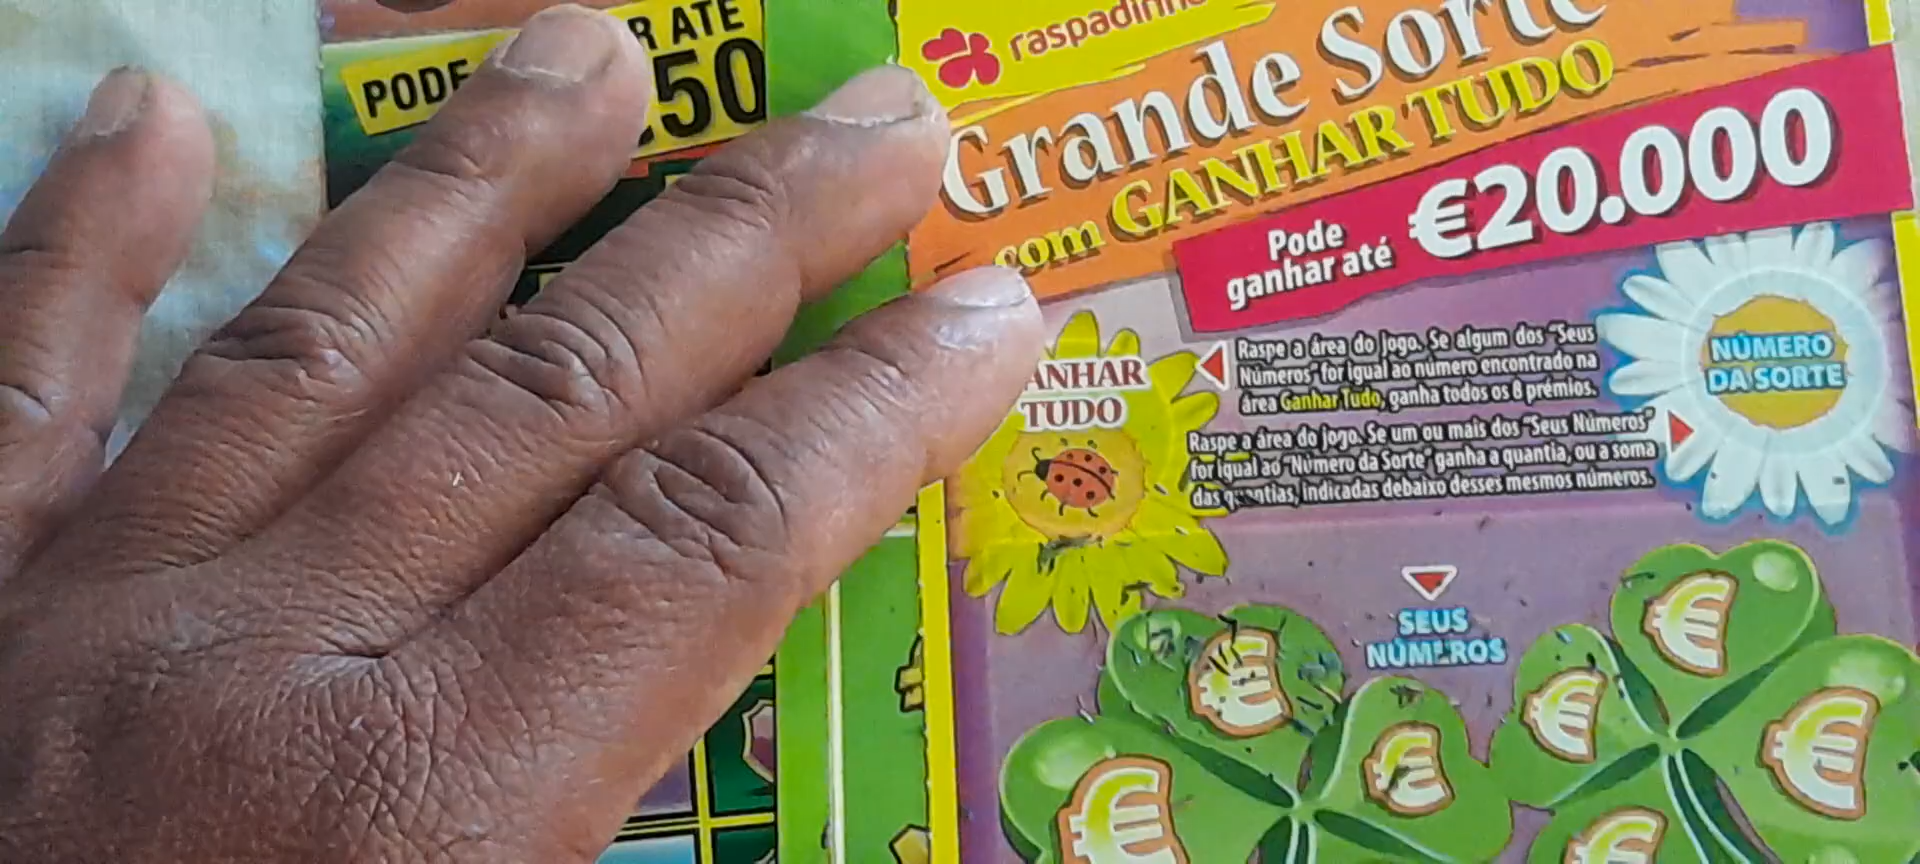 R ATE
PODE
50
raspadinha
Grande Sorte
com GANHAR TUDO
Pode
ganhar até
€20.000
ANHAR
TUDO
Raspe a área do jogo. Se algum dos "Seus
Números" for igual ao número encontrado na
área Ganhar Tudo, ganha todos os 8 prémios.
Raspe a área do jogo. Se um ou mais dos "Seus Números"
for igual ao "Número da Sorte" ganha a quantia, ou a soma
das quantias, indicadas debaixo desses mesmos números.
NÚMERO
DA SORTE
SEUS
NÚMEROS
€
€
€
€
€
€
€